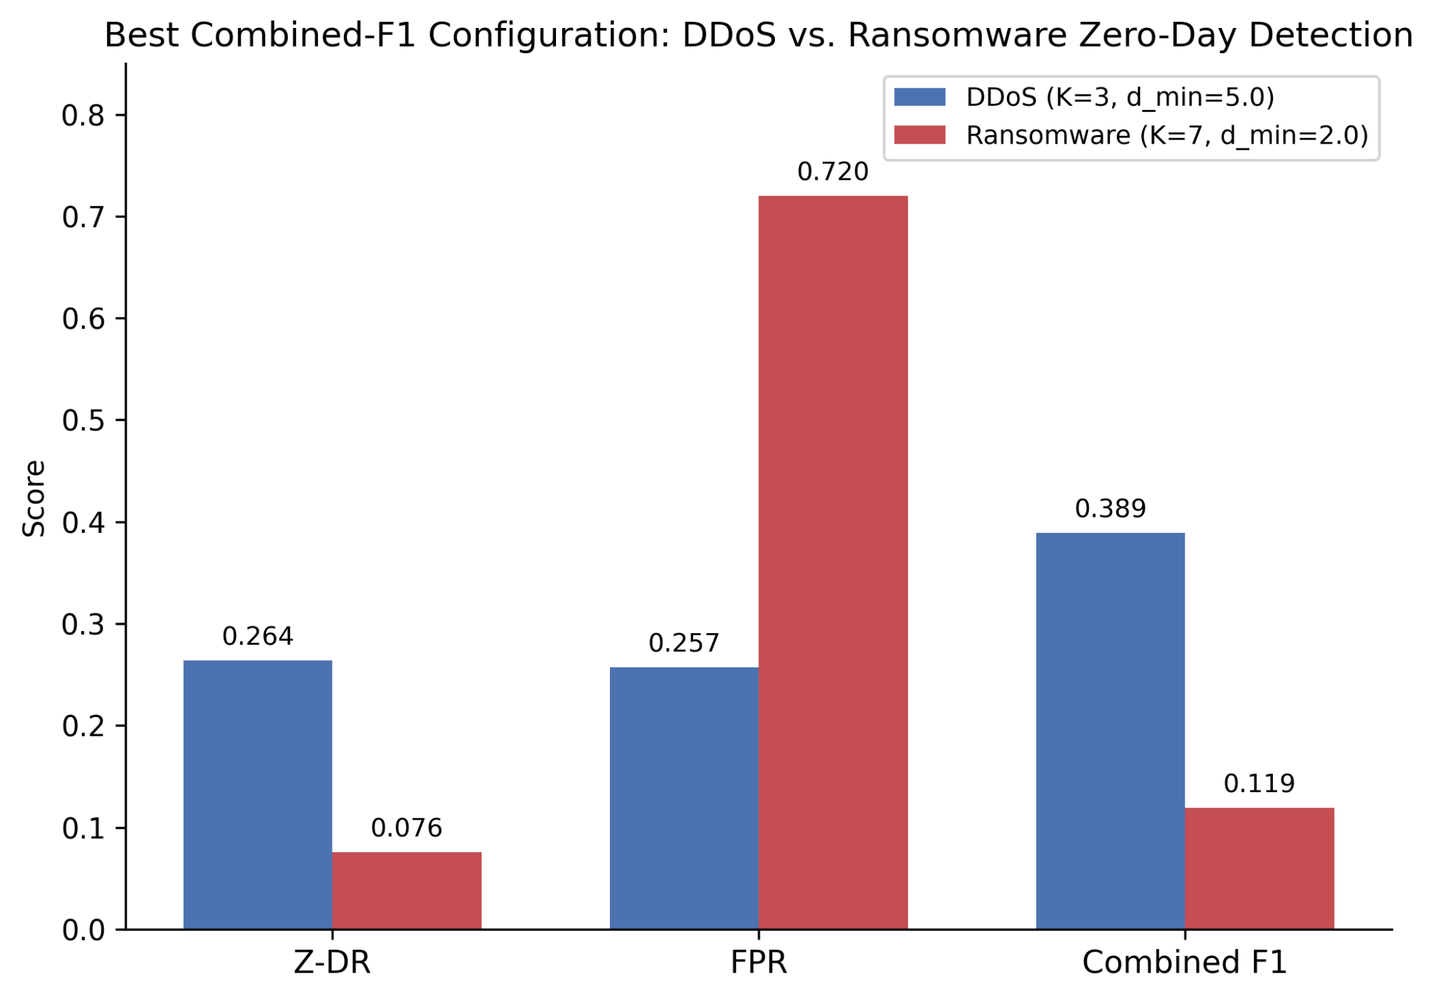 Best Combined-F1 Configuration: DDoS vs. Ransomware Zero-Day Detection
DDoS (K=3, d_min=5.0)
Ransomware (K=7, d_min=2.0)
Score
0.8
0.7
0.6
0.5
0.4
0.3
0.2
0.1
0.0
0.264
0.076
0.257
0.720
0.389
0.119
Z-DR
FPR
Combined F1